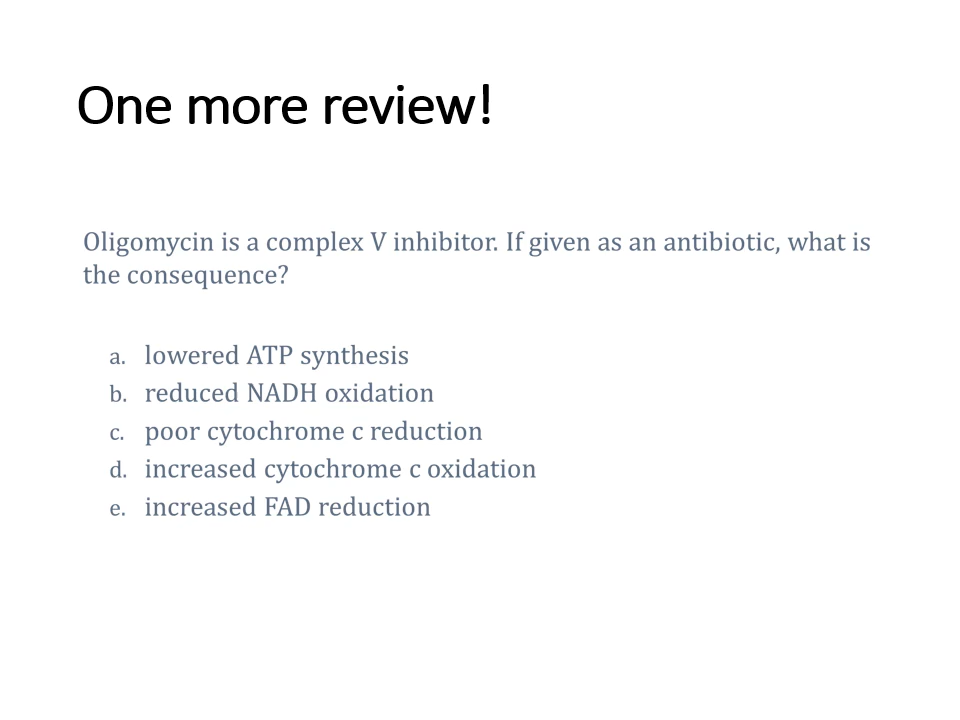 One more review!
Oligomycin is a complex V inhibitor. If given as an antibiotic, what is
the consequence?
a. lowered ATP synthesis
b. reduced NADH oxidation
c. poor cytochrome c reduction
d. increased cytochrome c oxidation
e. increased FAD reduction